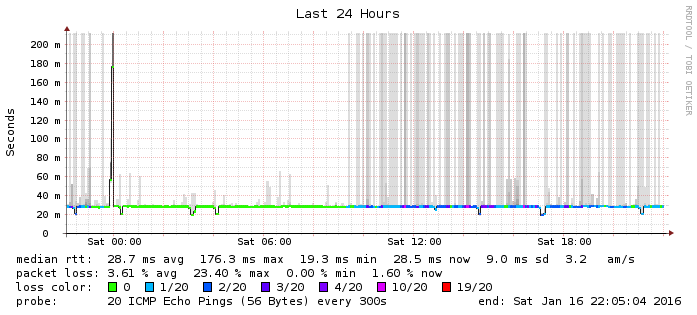 Last 24 Hours
RRDTOOL / TOBI OETIKER
Seconds
200 m
180 m
160 m
140 m
120 m
100 m
80 m
60 m
40 m
20 m
0
Sat 00:00 Sat 06:00 Sat 12:00 Sat 18:00
median rtt: 28.7 ms avg 176.3 ms max 19.3 ms min 28.5 ms now 9.0 ms sd 3.2 am/s
packet loss: 3.61 % avg 23.40 % max 0.00 % min 1.60 % now
loss color: 0 1/20 2/20 3/20 4/20 10/20 19/20
probe: 20 ICMP Echo Pings (56 Bytes) every 300s end: Sat Jan 16 22:05:04 2016